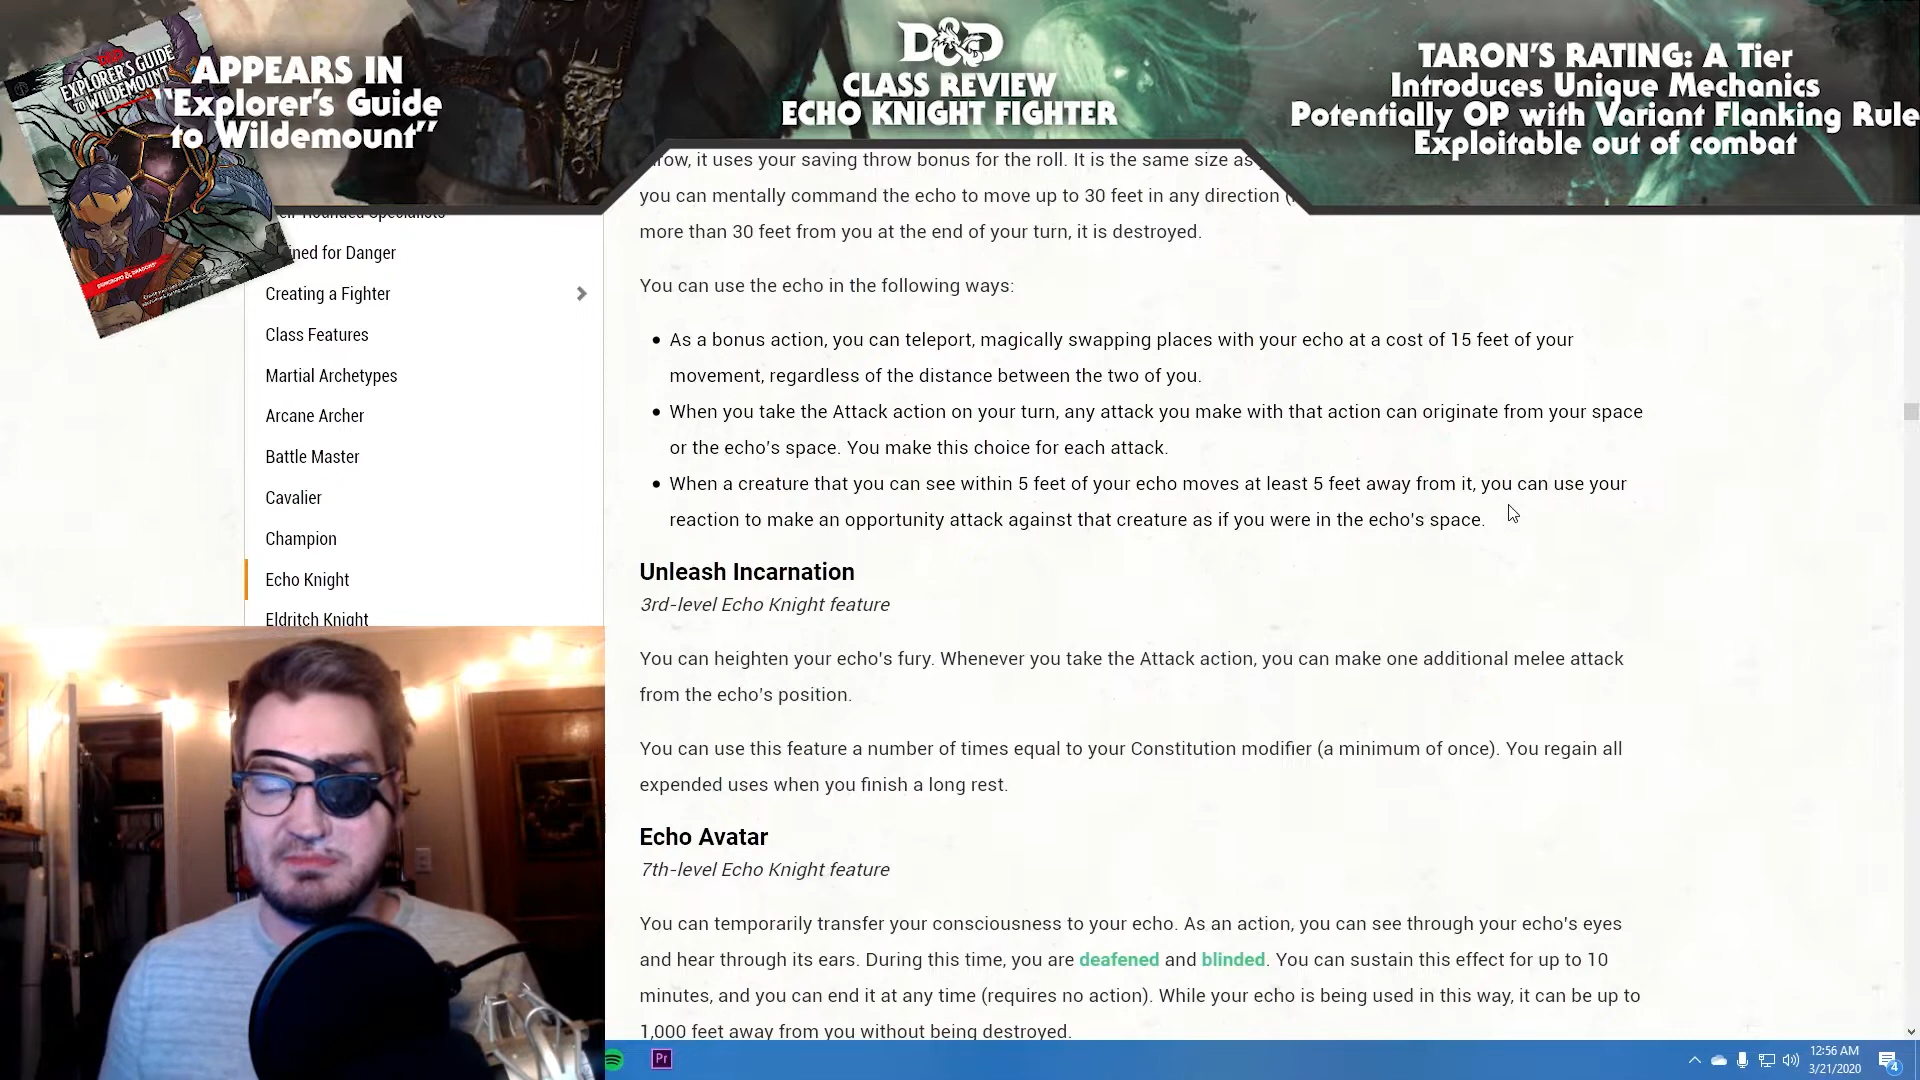 EXPLORER'S GUIDE
TO WILDEMOUNT
DUNGEONS & DRAGONS
APPEARS IN
"Explorer's Guide
to Wildemount"
D&D
CLASS REVIEW
ECHO KNIGHT FIGHTER
TARON'S RATING: A Tier
Introduces Unique Mechanics
Potentially OP with Variant Flanking Rule
Exploitable out of combat
ined for Danger
Creating a Fighter
Class Features
Martial Archetypes
Arcane Archer
Battle Master
Cavalier
Champion
Echo Knight
Eldritch Knight
row, it uses your saving throw bonus for the roll. It is the same size as
you can mentally command the echo to move up to 30 feet in any direction
more than 30 feet from you at the end of your turn, it is destroyed.
You can use the echo in the following ways:
• As a bonus action, you can teleport, magically swapping places with your echo at a cost of 15 feet of your
movement, regardless of the distance between the two of you.
• When you take the Attack action on your turn, any attack you make with that action can originate from your space
or the echo's space. You make this choice for each attack.
• When a creature that you can see within 5 feet of your echo moves at least 5 feet away from it, you can use your
reaction to make an opportunity attack against that creature as if you were in the echo's space.
Unleash Incarnation
3rd-level Echo Knight feature
You can heighten your echo's fury. Whenever you take the Attack action, you can make one additional melee attack
from the echo's position.
You can use this feature a number of times equal to your Constitution modifier (a minimum of once). You regain all
expended uses when you finish a long rest.
Echo Avatar
7th-level Echo Knight feature
You can temporarily transfer your consciousness to your echo. As an action, you can see through your echo's eyes
and hear through its ears. During this time, you are deafened and blinded. You can sustain this effect for up to 10
minutes, and you can end it at any time (requires no action). While your echo is being used in this way, it can be up to
1,000 feet away from you without being destroyed.
Pr
12:56 AM
3/21/2020
4